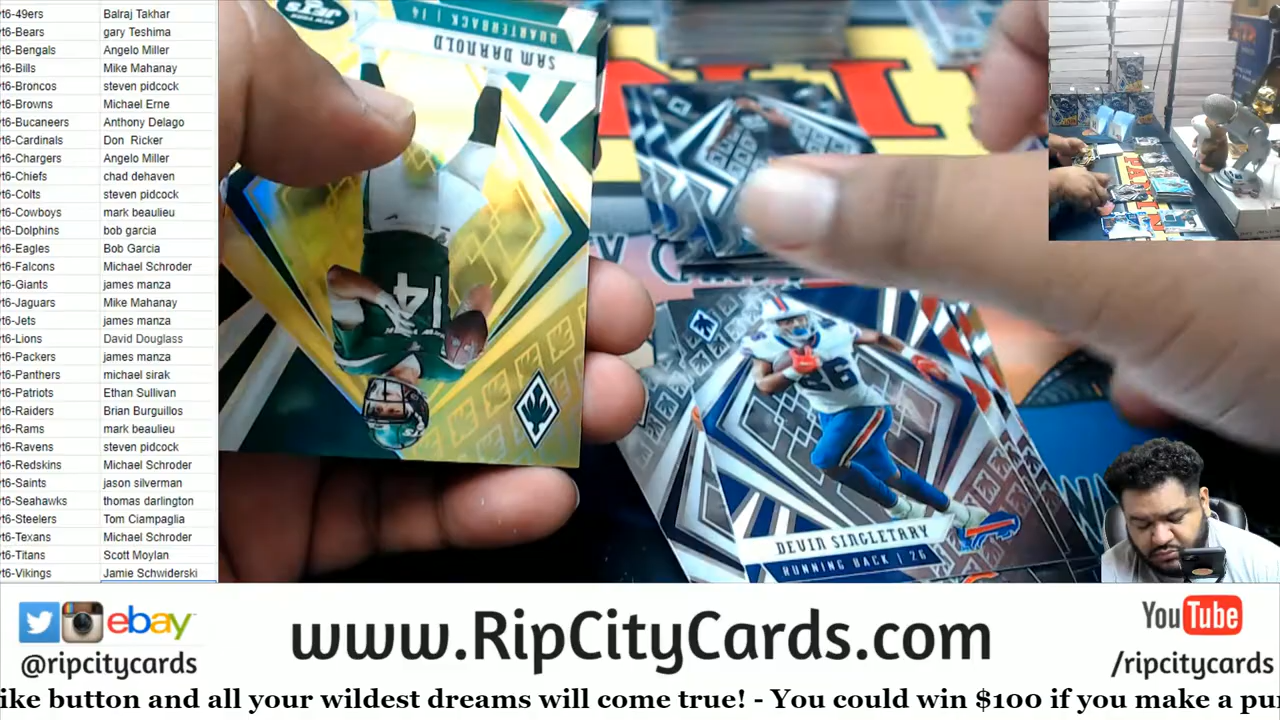 t6-49ers Balraj Takhar
t6-Bears gary Teshima
t6-Bengals Angelo Miller
t6-Bills Mike Mahanay
t6-Broncos steven pidcock
t6-Browns Michael Erne
t6-Bucaneers Anthony Delago
t6-Cardinals Don Ricker
t6-Chargers Angelo Miller
t6-Chiefs chad dehaven
t6-Colts steven pidcock
t6-Cowboys mark beaulieu
t6-Dolphins bob garcia
t6-Eagles Bob Garcia
t6-Falcons Michael Schroder
t6-Giants james manza
t6-Jaguars Mike Mahanay
t6-Jets james manza
t6-Lions David Douglass
t6-Packers james manza
t6-Panthers michael sirak
t6-Patriots Ethan Sullivan
t6-Raiders Brian Burguillos
t6-Rams mark beaulieu
t6-Ravens steven pidcock
t6-Redskins Michael Schroder
t6-Saints jason silverman
t6-Seahawks thomas darlington
t6-Steelers Tom Ciampaglia
t6-Texans Michael Schroder
t6-Titans Scott Moylan
t6-Vikings Jamie Schwiderski
JETS
QUARTERBACK | 14
SAM DARNOLD
DEVIN SINGLETARY
RUNNING BACK | 26
ebay
@ripcitycards
www.RipCityCards.com
YouTube
/ripcitycards
ike button and all your wildest dreams will come true! - You could win $100 if you make a pu